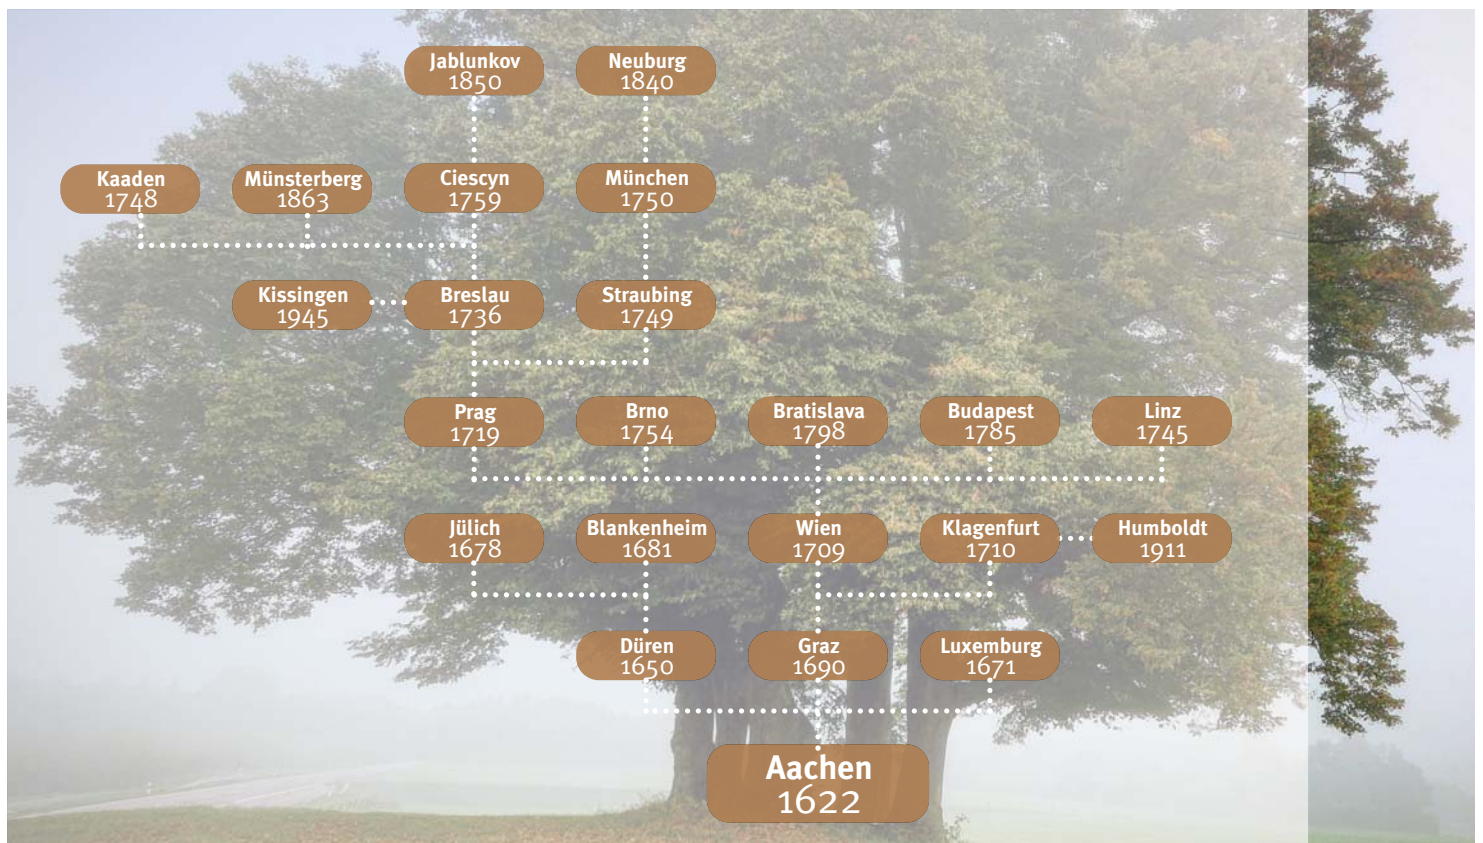 Jablunkov
1850
Neuburg
1840
Kaaden
1748
Münsterberg
1863
Ciescyn
1759
München
1750
Kissingen
1945
Breslau
1736
Straubing
1749
Prag
1719
Brno
1754
Bratislava
1798
Budapest
1785
Linz
1745
Jülich
1678
Blankenheim
1681
Wien
1709
Klagenfurt
1710
Humboldt
1911
Düren
1650
Graz
1690
Luxemburg
1671
Aachen
1622